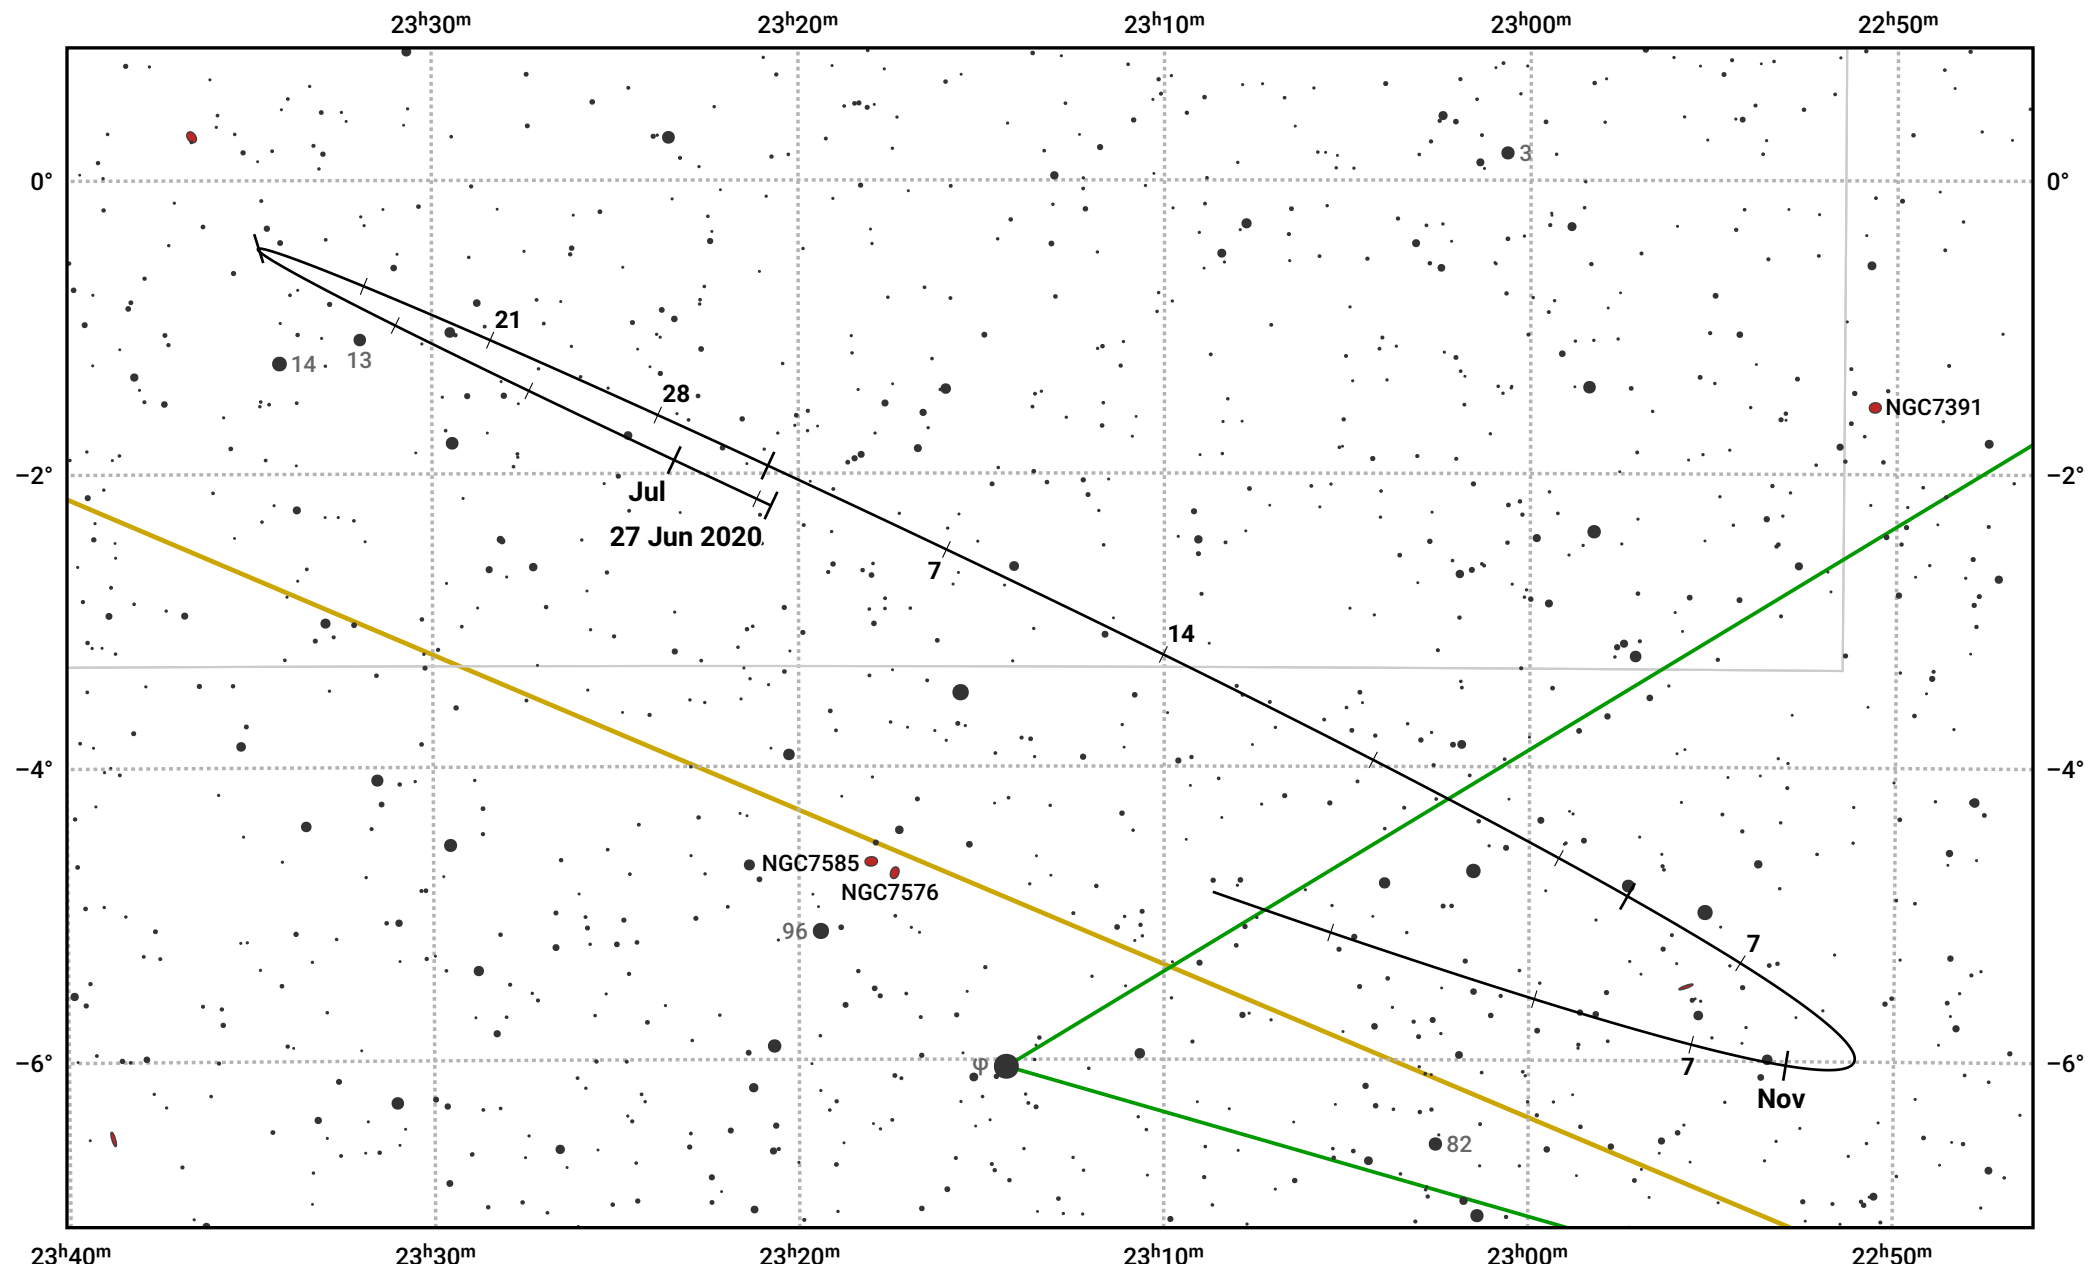 23h30m 23h20m 23h10m 23h00m 22h50m
3
0° 0°
21
14 13
28
NGC7391
−2° −2°
Jul
27 Jun 2020
7
14
−4° −4°
NGC7585
NGC7576
96
7
φ
−6° −6°
7
Nov
82
23h40m 23h30m 23h20m 23h10m 23h00m 22h50m